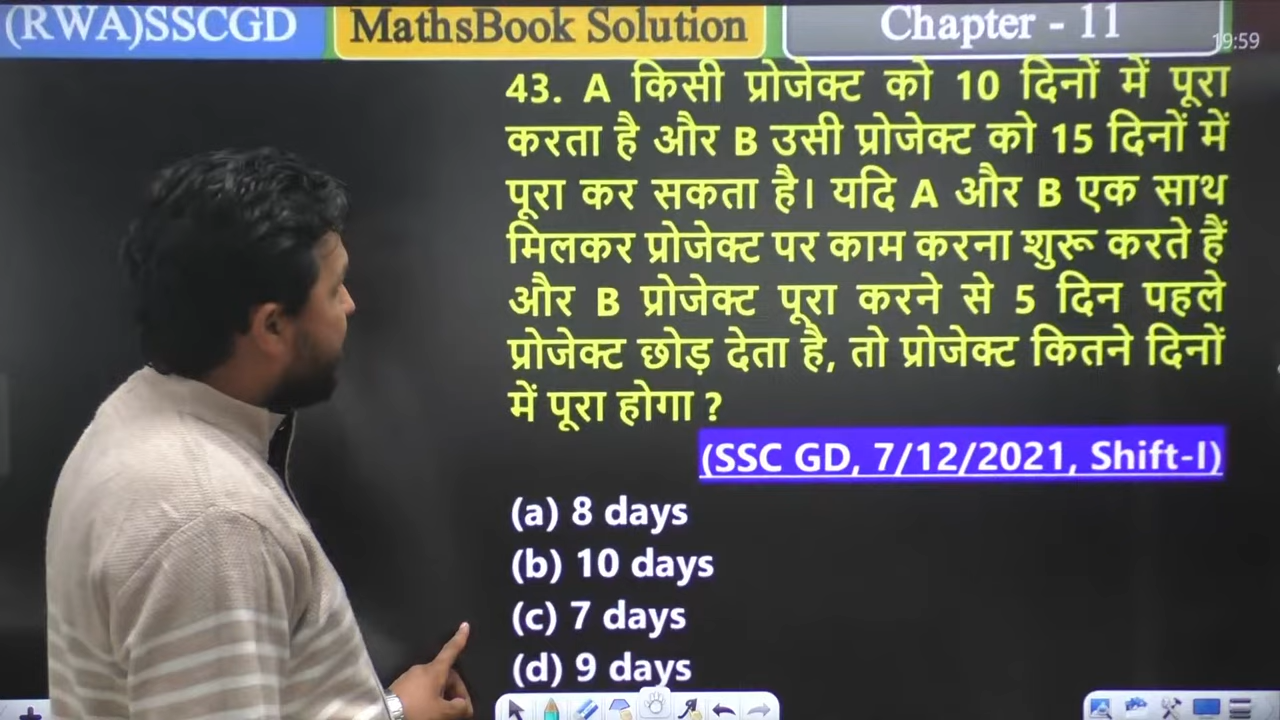 (RWA)SSCGD
MathsBook Solution
Chapter - 11
19:59
43. A किसी प्रोजेक्ट को 10 दिनों में पूरा
करता है और B उसी प्रोजेक्ट को 15 दिनों में
पूरा कर सकता है। यदि A और B एक साथ
मिलकर प्रोजेक्ट पर काम करना शुरू करते हैं
और B प्रोजेक्ट पूरा करने से 5 दिन पहले
प्रोजेक्ट छोड़ देता है, तो प्रोजेक्ट कितने दिनों
में पूरा होगा ?
(SSC GD, 7/12/2021, Shift-I)
(a) 8 days
(b) 10 days
(c) 7 days
(d) 9 days